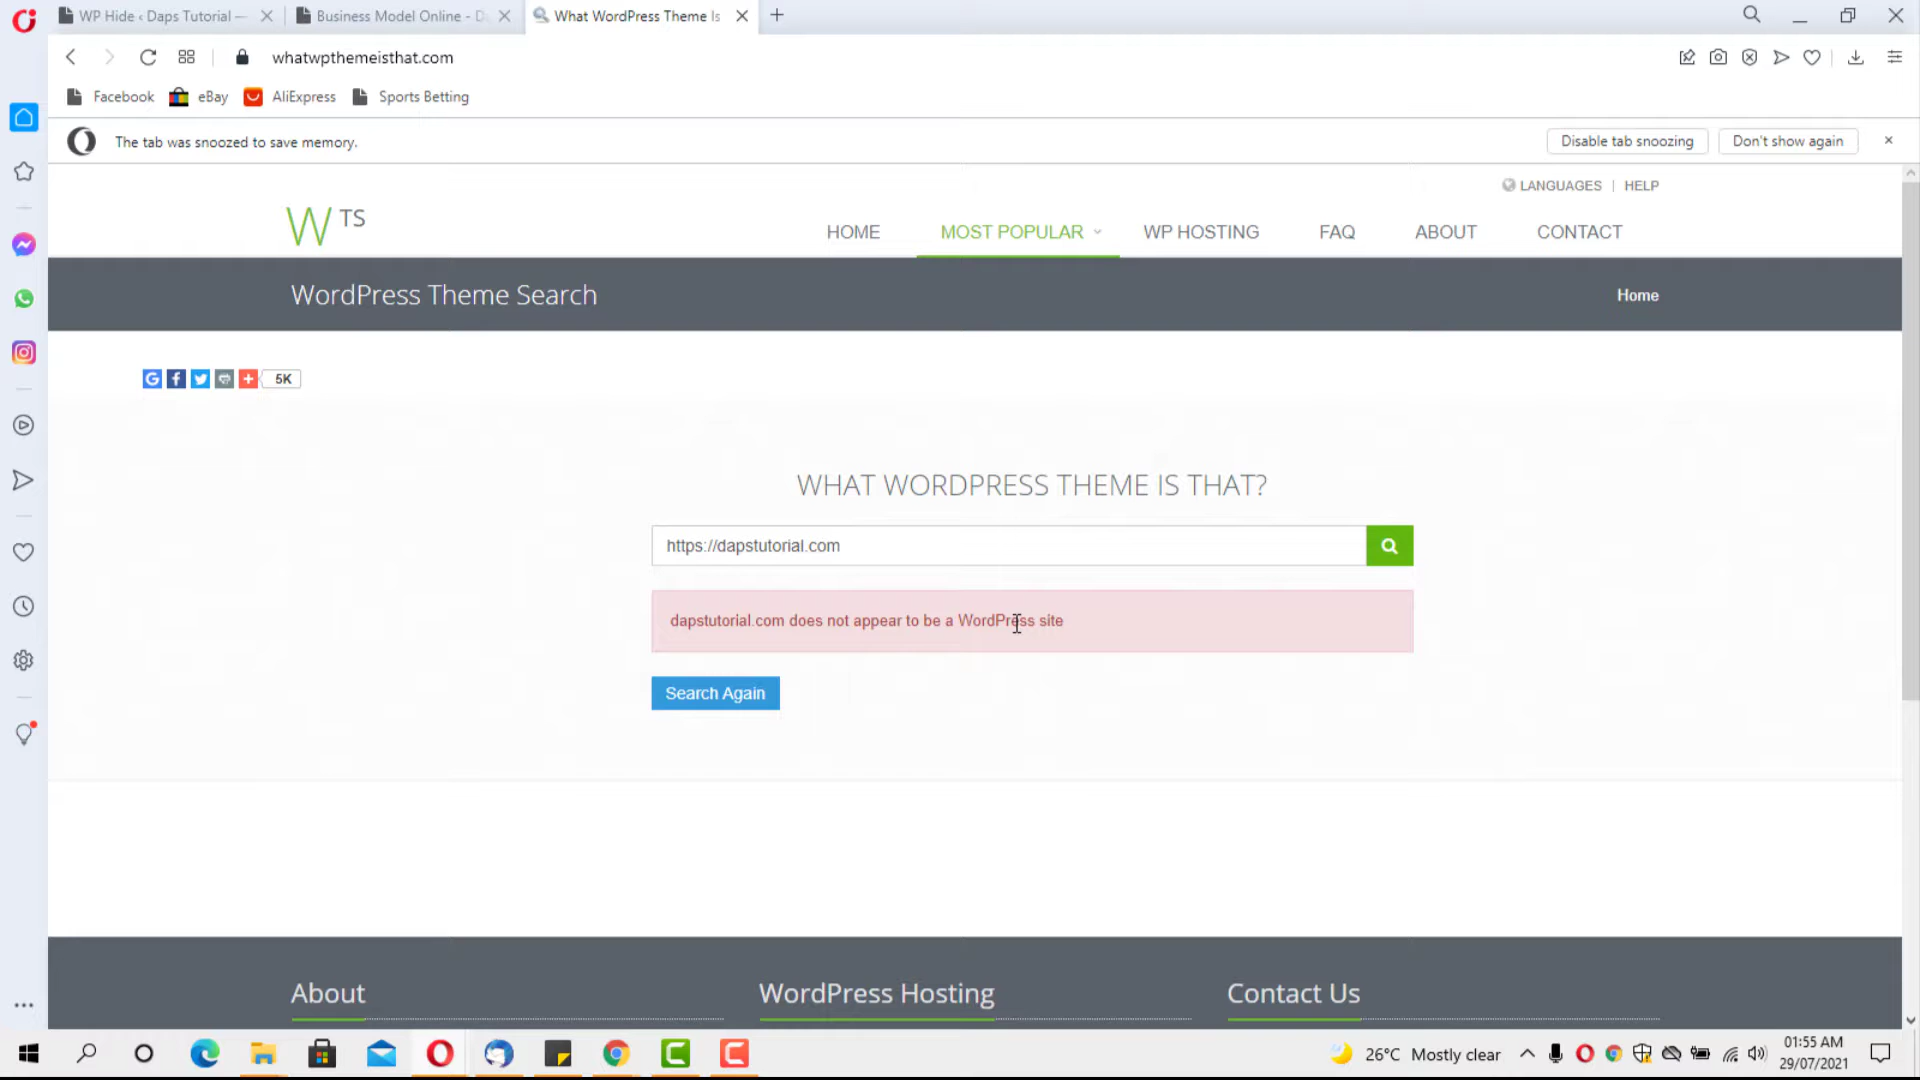 WP Hide ‹ Daps Tutorial —
Business Model Online - D
What WordPress Theme Is
whatwpthemeisthat.com
Facebook
eBay
AliExpress
Sports Betting
The tab was snoozed to save memory.
Disable tab snoozing
Don't show again
LANGUAGES | HELP
W TS
HOME
MOST POPULAR
WP HOSTING
FAQ
ABOUT
CONTACT
WordPress Theme Search
Home
5K
WHAT WORDPRESS THEME IS THAT?
https://dapstutorial.com
dapstutorial.com does not appear to be a WordPress site
Search Again
About
WordPress Hosting
Contact Us
26°C Mostly clear
01:55 AM
29/07/2021